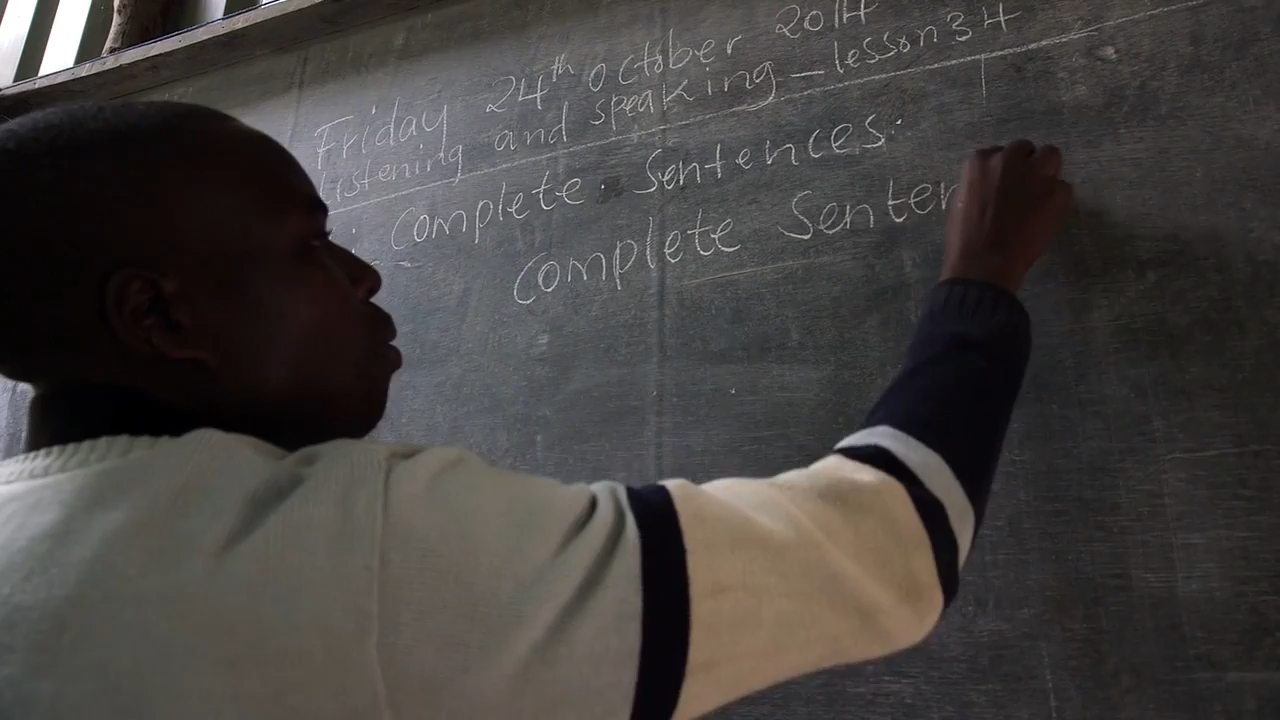 Friday 24th October 2014
Listening and speaking - lesson 34
: Complete. Sentences.
Complete Senten